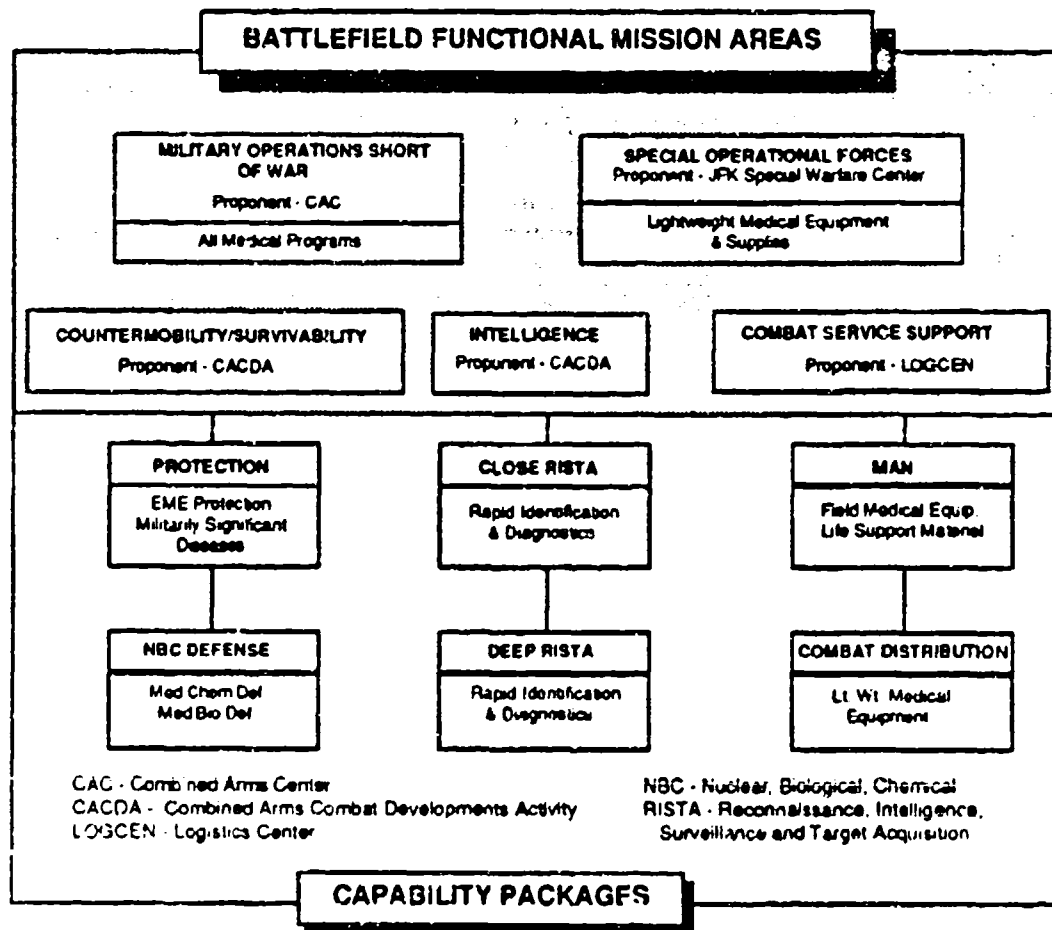 BATTLEFIELD FUNCTIONAL MISSION AREAS
MILITARY OPERATIONS SHORT
OF WAR
Proponent - CAC
All Medical Programs
SPECIAL OPERATIONAL FORCES
Proponent - JFK Special Warfare Center
Lightweight Medical Equipment
& Supplies
COUNTERMOBILITY/SURVIVABILITY
Proponent - CACDA
INTELLIGENCE
Proponent - CACDA
COMBAT SERVICE SUPPORT
Proponent - LOGCEN
PROTECTION
EME Protection
Militarily Significant
Diseases
CLOSE RISTA
Rapid Identification
& Diagnostics
MAN
Field Medical Equip.
Life Support Materiel
NBC DEFENSE
Med Chem Def
Med Bio Def
DEEP RISTA
Rapid Identification
& Diagnostics
COMBAT DISTRIBUTION
Lt. Wt. Medical
Equipment
CAC - Combined Arms Center
CACDA - Combined Arms Combat Developments Activity
LOGCEN - Logistics Center
NBC - Nuclear, Biological, Chemical
RISTA - Reconnaissance, Intelligence,
Surveillance and Target Acquisition
CAPABILITY PACKAGES